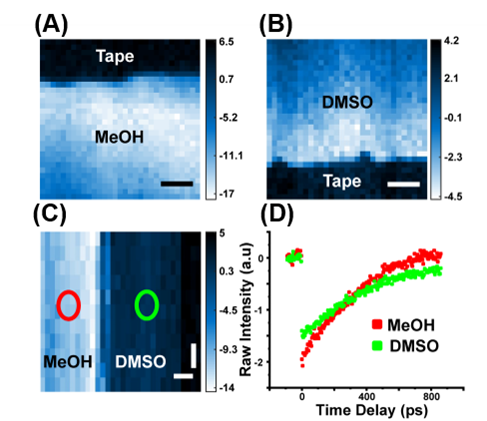 (A)
Tape
MeOH
6.5
0.7
-5.2
-11.1
-17
(B)
DMSO
Tape
4.2
2.1
-0.1
-2.3
-4.5
(C)
MeOH
DMSO
5
0.3
-4.5
-9.3
-14
(D)
Raw Intensity (a.u)
0
-1
-2
MeOH
DMSO
0
400
800
Time Delay (ps)